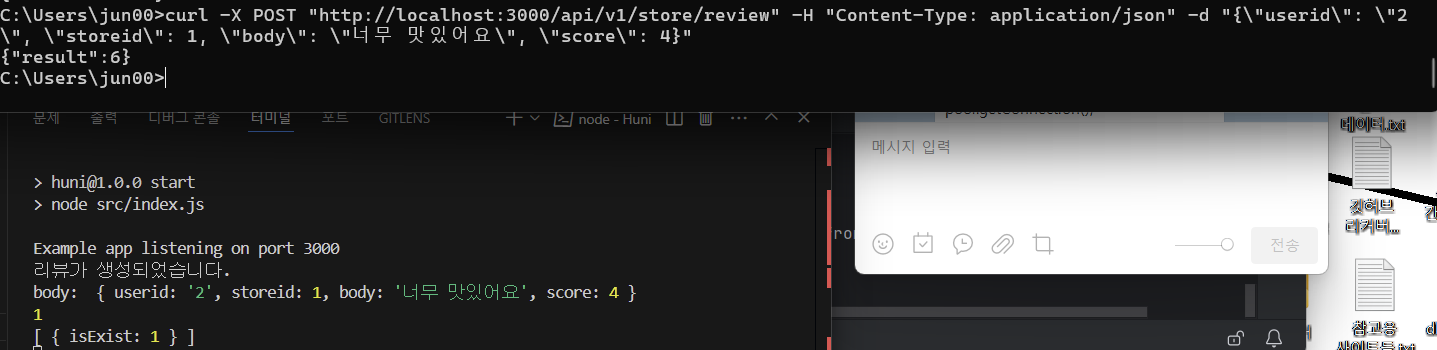 C:\Users\jun00>curl -X POST "http://localhost:3000/api/v1/store/review" -H "Content-Type: application/json" -d "{\"userid\": \"2
\", \"storeid\": 1, \"body\": \"너무 맛있어요\", \"score\": 4}"
{"result":6}
C:\Users\jun00>
문제 출력 디버그 콘솔 터미널 포트 GITLENS node - Huni
데이터.txt
메시지 입력
> huni@1.0.0 start
> node src/index.js
깃허브
리커버...
Example app listening on port 3000
전송
리뷰가 생성되었습니다.
body:  { userid: '2', storeid: 1, body: '너무 맛있어요', score: 4 }
1
[ { isExist: 1 } ]
참고용
사이트들.txt